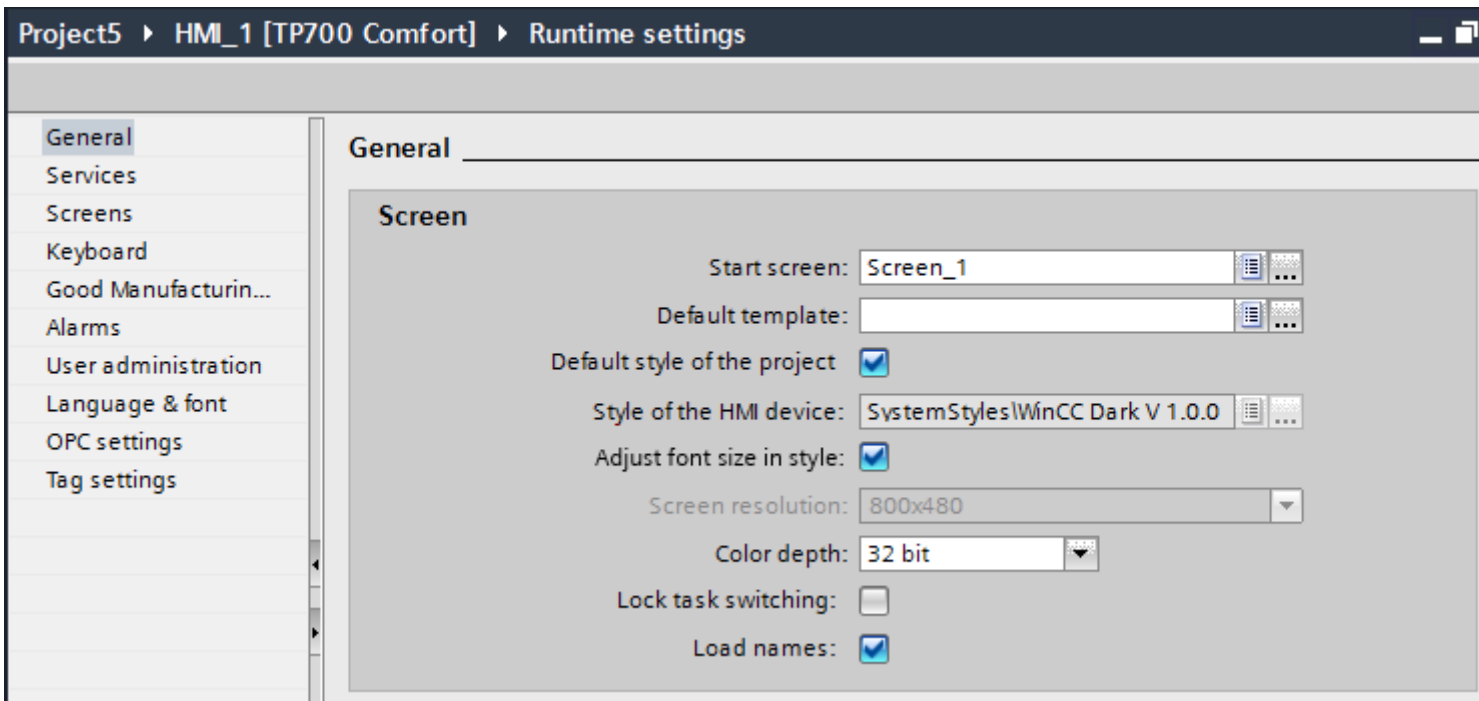 Project5 ▸ HMI_1 [TP700 Comfort] ▸ Runtime settings
General
Services
Screens
Keyboard
Good Manufacturin...
Alarms
User administration
Language & font
OPC settings
Tag settings
General
Screen
Start screen: Screen_1 ...
Default template: ...
Default style of the project
Style of the HMI device: SystemStyles\WinCC Dark V 1.0.0 ...
Adjust font size in style:
Screen resolution: 800x480
Color depth: 32 bit
Lock task switching:
Load names: